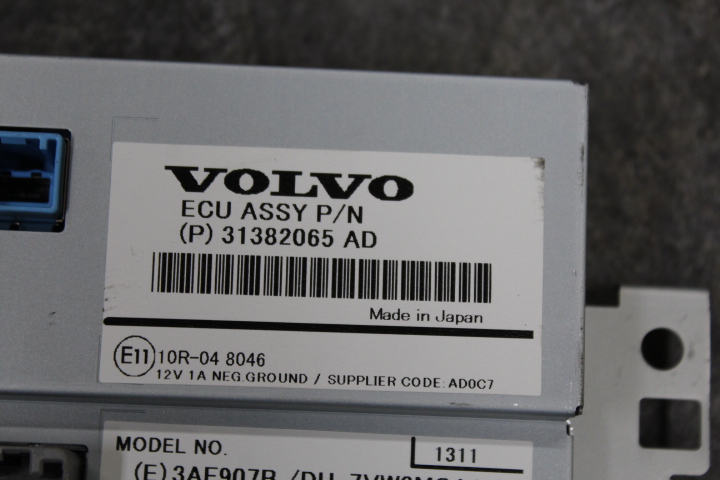 VOLVO
ECU ASSY P/N
(P) 31382065 AD
Made in Japan
E11 10R-04 8046
12V 1A NEG.GROUND / SUPPLIER CODE: AD0C7
MODEL NO.
1311
(E)3AE907B